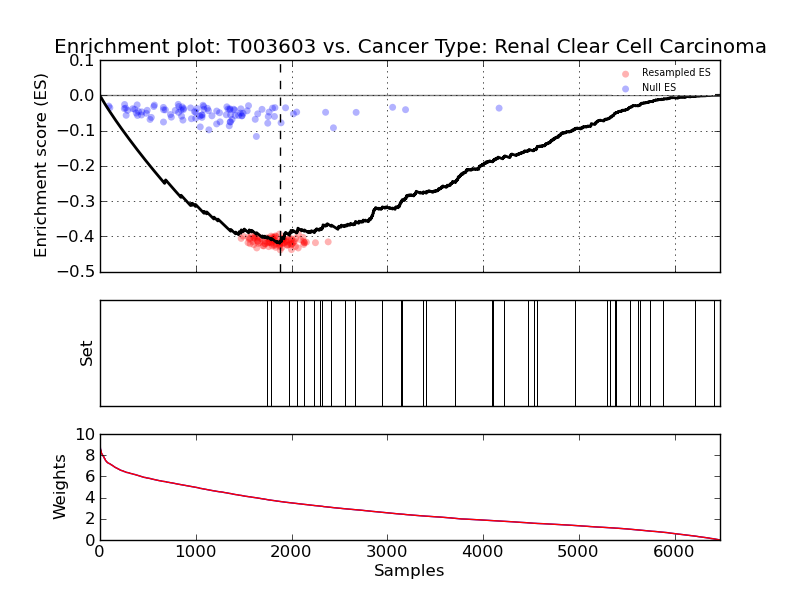 Enrichment plot: T003603 vs. Cancer Type: Renal Clear Cell Carcinoma
Enrichment score (ES)
0.1
0.0
−0.1
−0.2
−0.3
−0.4
−0.5
Resampled ES
Null ES
Set
Weights
10
8
6
4
2
0
0 1000 2000 3000 4000 5000 6000
Samples